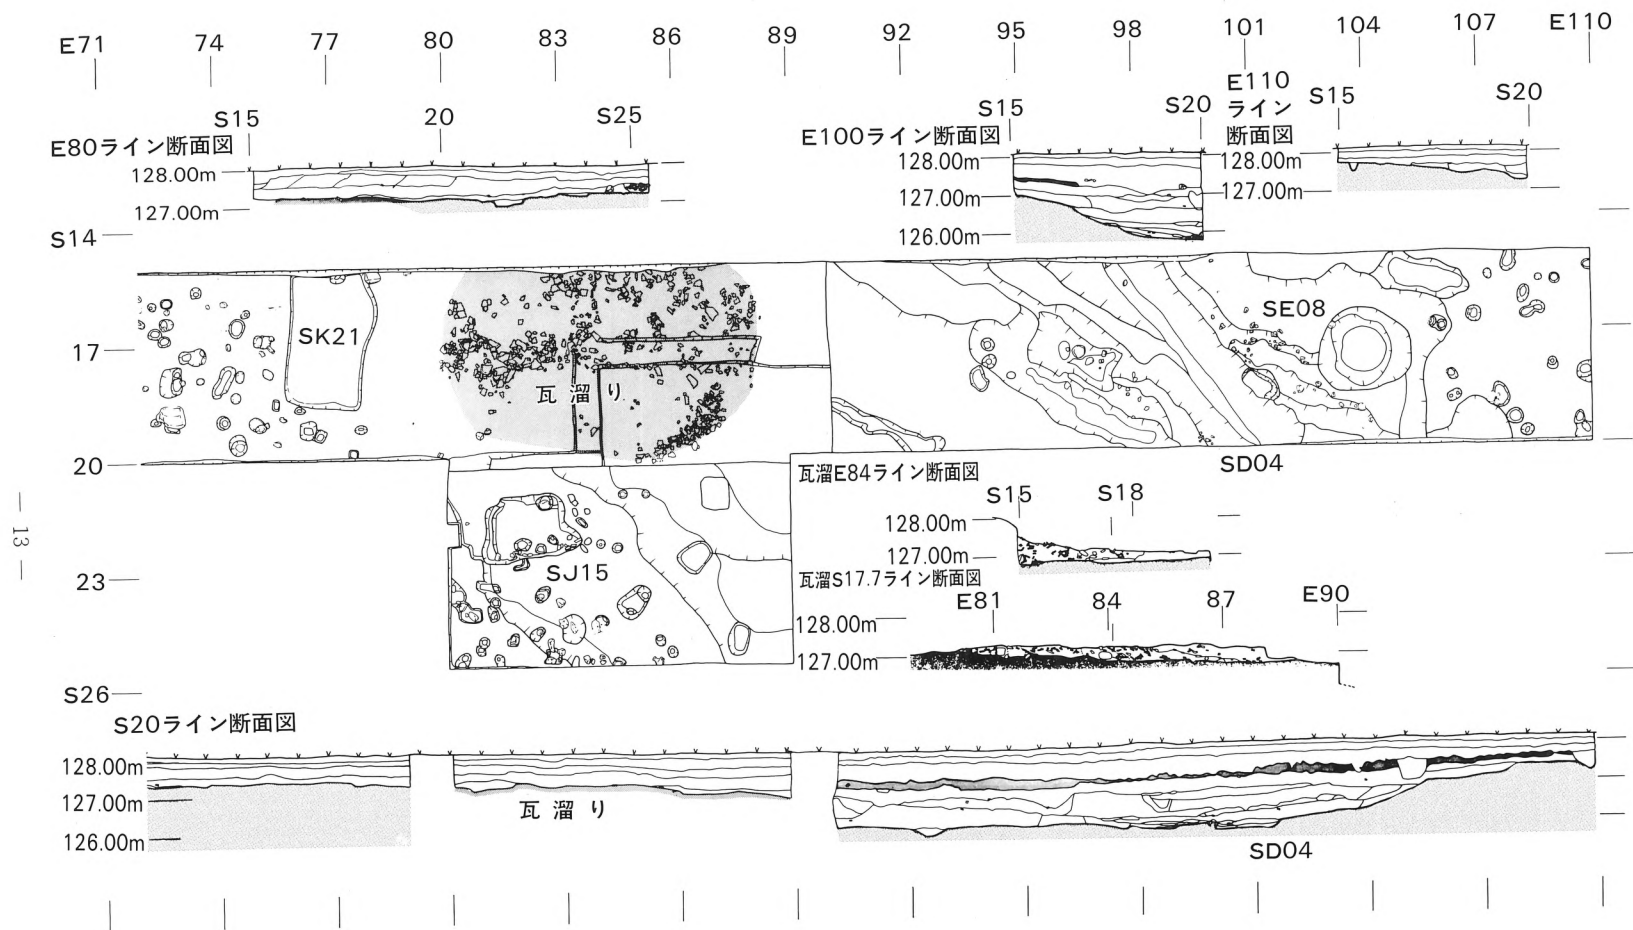 E71 74 77 80 83 86 89 92 95 98 101 104 107 E110
S15 20 S25
E80ライン断面図
128.00m
127.00m
S15 S20
E100ライン断面図
128.00m
127.00m
126.00m
E110
ライン
断面図
S15 S20
128.00m
127.00m
S14
17
20
23
S26
SK21
瓦溜り
SE08
SD04
SJ15
瓦溜E84ライン断面図
S15 S18
128.00m
127.00m
瓦溜S17.7ライン断面図
E81 84 87 E90
128.00m
127.00m
S20ライン断面図
128.00m
127.00m
126.00m
瓦溜り
SD04
— 13 —